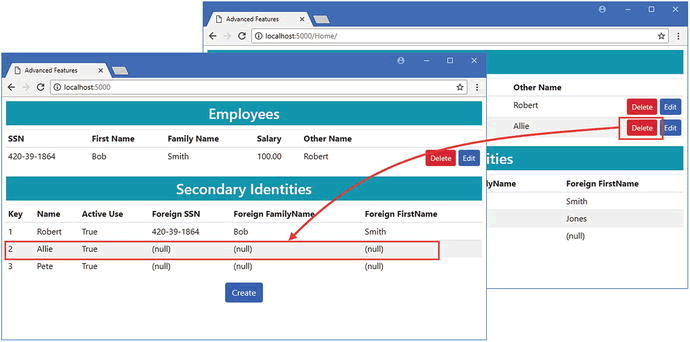 Advanced Features
localhost:5000/Home/
Other Name
Robert Delete Edit
Allie Delete Edit
ities
yName Foreign FirstName
Smith
Jones
(null)
Advanced Features
localhost:5000
Employees
SSN First Name Family Name Salary Other Name
420-39-1864 Bob Smith 100.00 Robert Delete Edit
Secondary Identities
Key Name Active Use Foreign SSN Foreign FamilyName Foreign FirstName
1 Robert True 420-39-1864 Bob Smith
2 Allie True (null) (null) (null)
3 Pete True (null) (null) (null)
Create